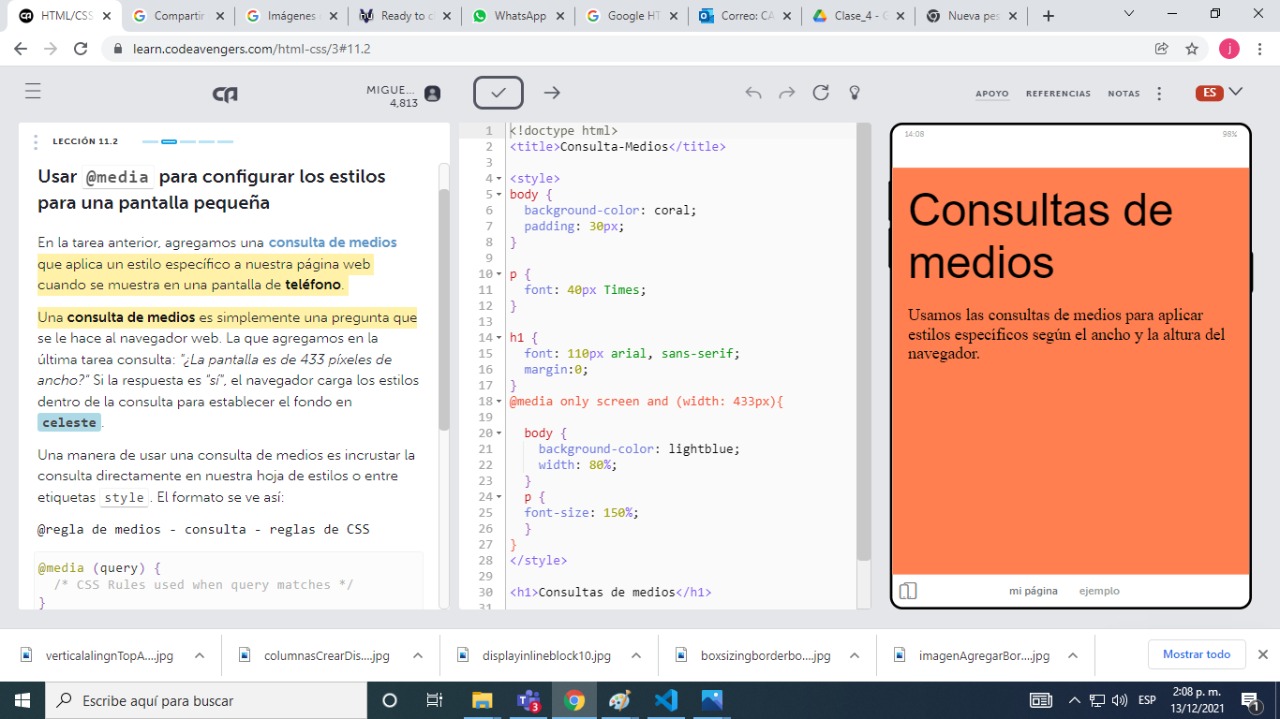 HTML/CSS
Compartir
Imágenes
Ready to c
WhatsApp
Google HT
Correo: CA
Clase_4 - G
Nueva pes
learn.codeavengers.com/html-css/3#11.2
j
MIGUE...
4,813
APOYO
REFERENCIAS
NOTAS
ES
LECCIÓN 11.2
Usar @media para configurar los estilos
para una pantalla pequeña
En la tarea anterior, agregamos una consulta de medios
que aplica un estilo específico a nuestra página web
cuando se muestra en una pantalla de teléfono.
Una consulta de medios es simplemente una pregunta que
se le hace al navegador web. La que agregamos en la
última tarea consulta: "¿La pantalla es de 433 píxeles de
ancho?" Si la respuesta es "sí", el navegador carga los estilos
dentro de la consulta para establecer el fondo en
celeste.
Una manera de usar una consulta de medios es incrustar la
consulta directamente en nuestra hoja de estilos o entre
etiquetas style. El formato se ve así:
@regla de medios - consulta - reglas de CSS
@media (query) {
/* CSS Rules used when query matches */
}
1 <!doctype html>
2 <title>Consulta-Medios</title>
3
4 <style>
5 body {
6 background-color: coral;
7 padding: 30px;
8 }
9
10 p {
11 font: 40px Times;
12 }
13
14 h1 {
15 font: 110px arial, sans-serif;
16 margin:0;
17 }
18 @media only screen and (width: 433px){
19
20 body {
21 background-color: lightblue;
22 width: 80%;
23 }
24 p {
25 font-size: 150%;
26 }
27 }
28 </style>
29
30 <h1>Consultas de medios</h1>
31
14:08
98%
Consultas de
medios
Usamos las consultas de medios para aplicar
estilos específicos según el ancho y la altura del
navegador.
mi página
ejemplo
verticalalingnTopA....jpg
columnasCrearDis....jpg
displayinlineblock10.jpg
boxsizingborderbo....jpg
imagenAgregarBor....jpg
Mostrar todo
Escribe aquí para buscar
3
ESP
2:08 p. m.
13/12/2021
1